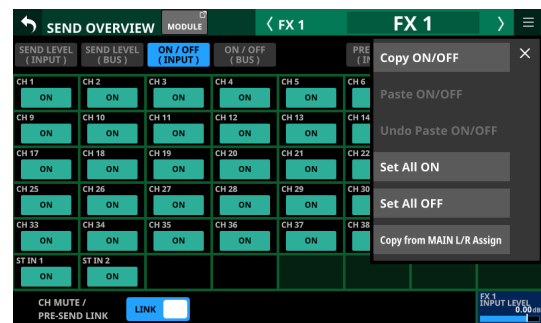 SEND OVERVIEW MODULE FX 1 FX 1
SEND LEVEL SEND LEVEL ON / OFF ON / OFF
( INPUT ) ( BUS ) ( INPUT ) ( BUS )
Copy ON/OFF
Paste ON/OFF
Undo Paste ON/OFF
Set All ON
Set All OFF
Copy from MAIN L/R Assign
CH 1 CH 2 CH 3 CH 4 CH 5 CH 6
ON ON ON ON ON
CH 9 CH 10 CH 11 CH 12 CH 13 CH 14
ON ON ON ON ON
CH 17 CH 18 CH 19 CH 20 CH 21 CH 22
ON ON ON ON ON
CH 25 CH 26 CH 27 CH 28 CH 29 CH 30
ON ON ON ON ON
CH 33 CH 34 CH 35 CH 36 CH 37 CH 38
ON ON ON ON ON
ST IN 1 ST IN 2
ON ON
CH MUTE /
PRE-SEND LINK
LINK
FX 1
INPUT LEVEL
0.00 dB